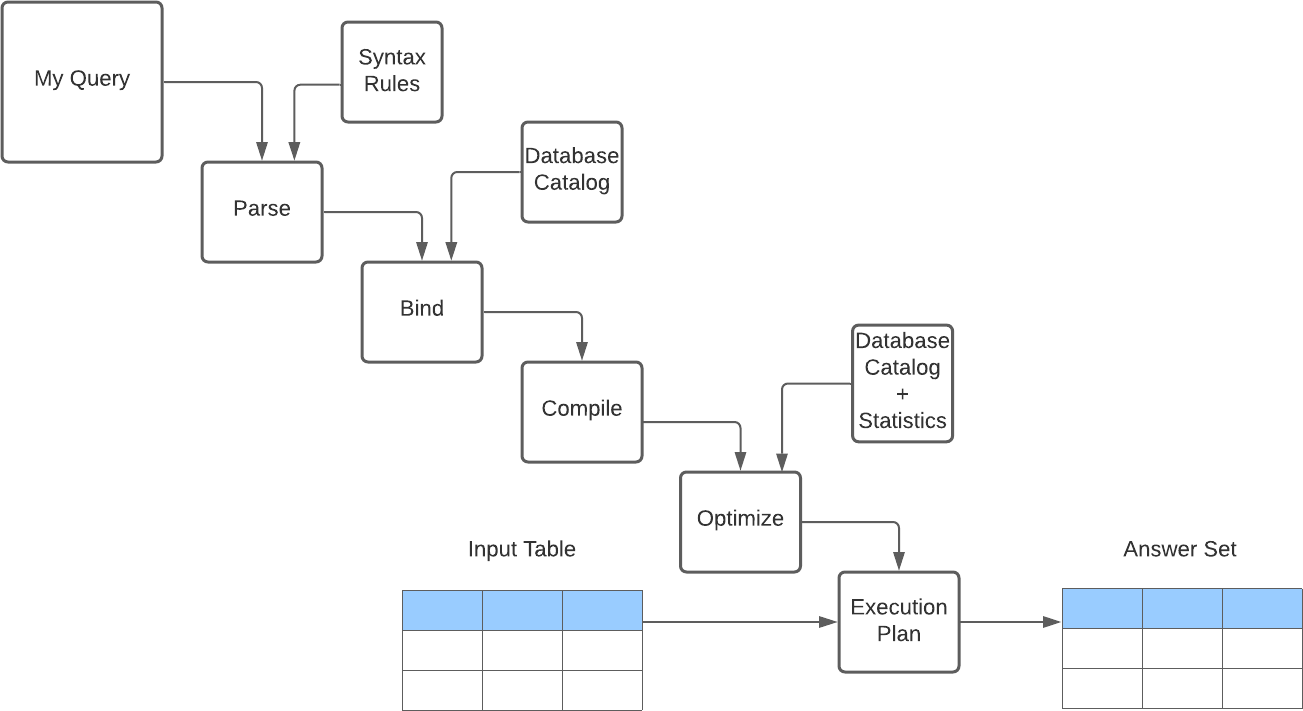 My Query
Syntax
Rules
Database
Catalog
Parse
Bind
Database
Catalog
+
Statistics
Compile
Optimize
Input Table
Answer Set
Execution
Plan